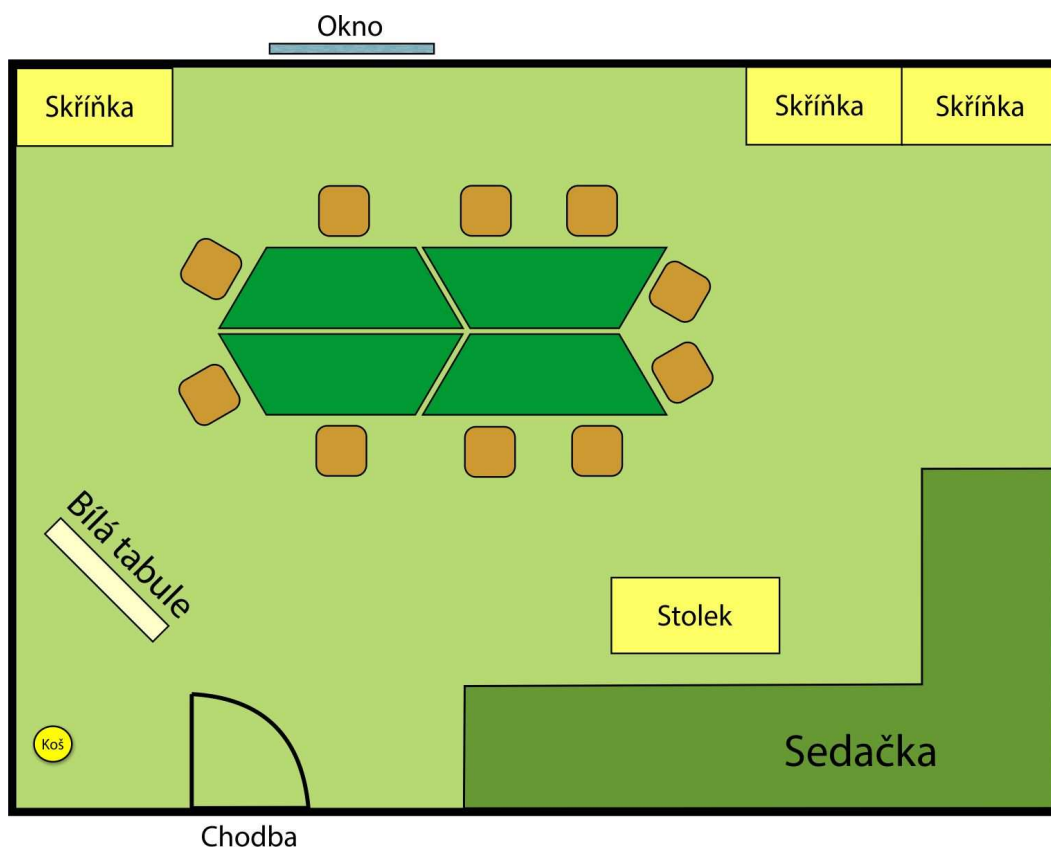 Okno
Skříňka
Skříňka
Skříňka
Bílá tabule
Stolek
Koš
Sedačka
Chodba